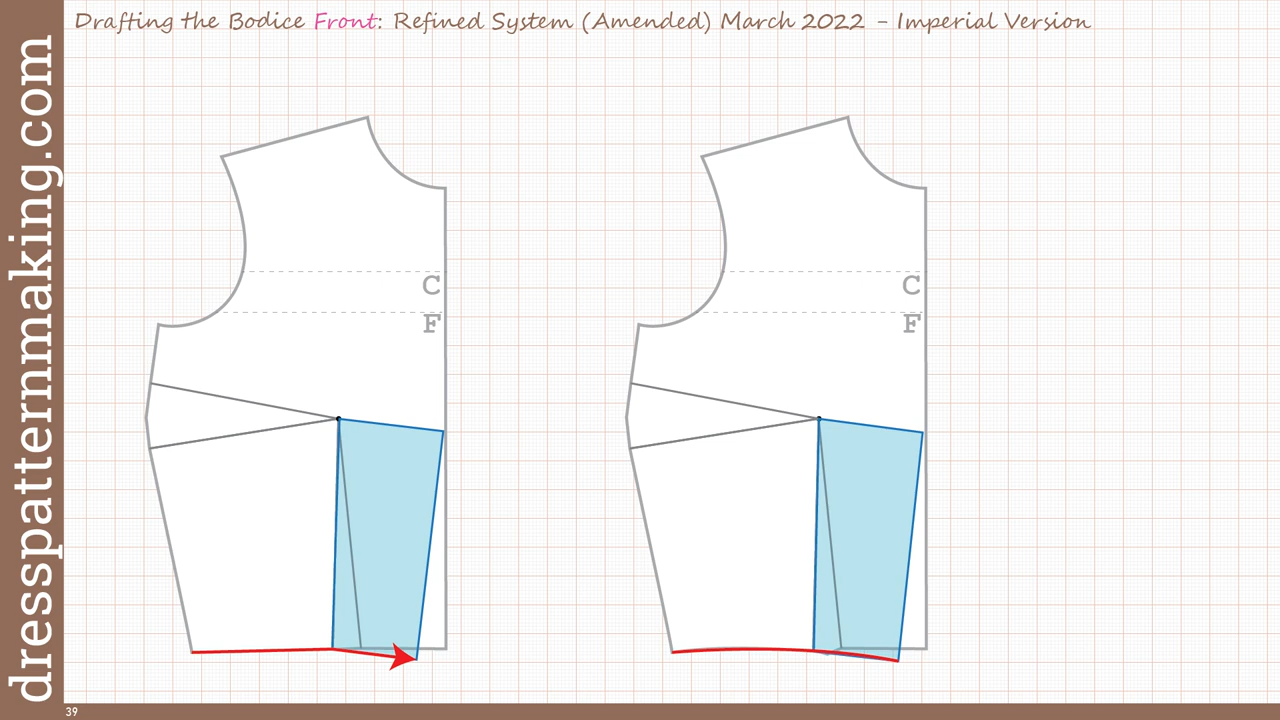 Drafting the Bodice Front: Refined System (Amended) March 2022 - Imperial Version
dresspatternmaking.com
C
F
C
F
39